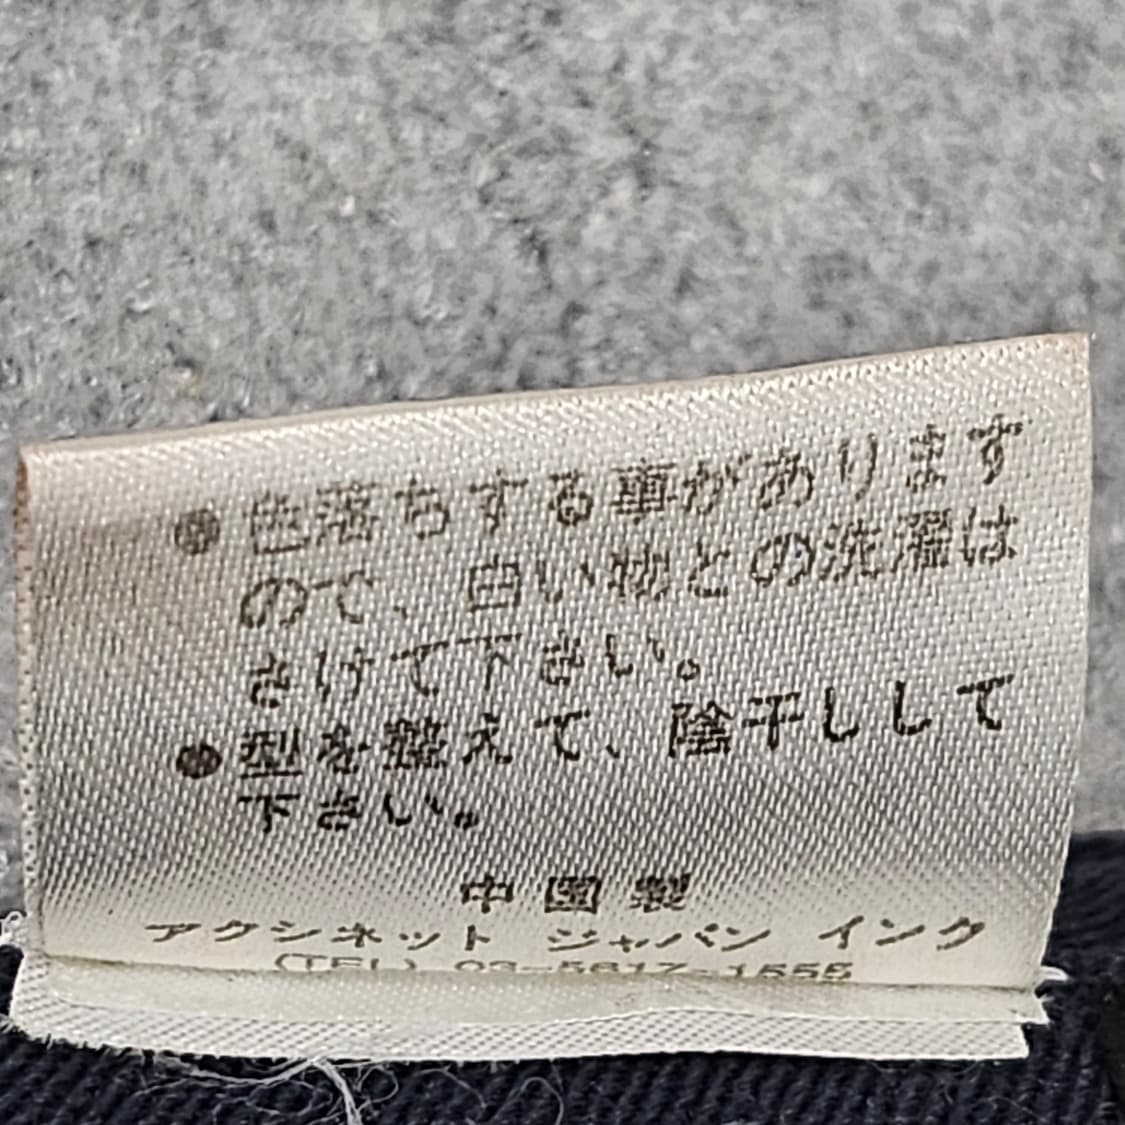 ●色落ちする事があります
ので、白い物との洗濯は
さけて下さい。
●型を整えて、陰干しして
下さい。
中国製
アクシネット ジャパン インク
(TEL) 03-5617-1555